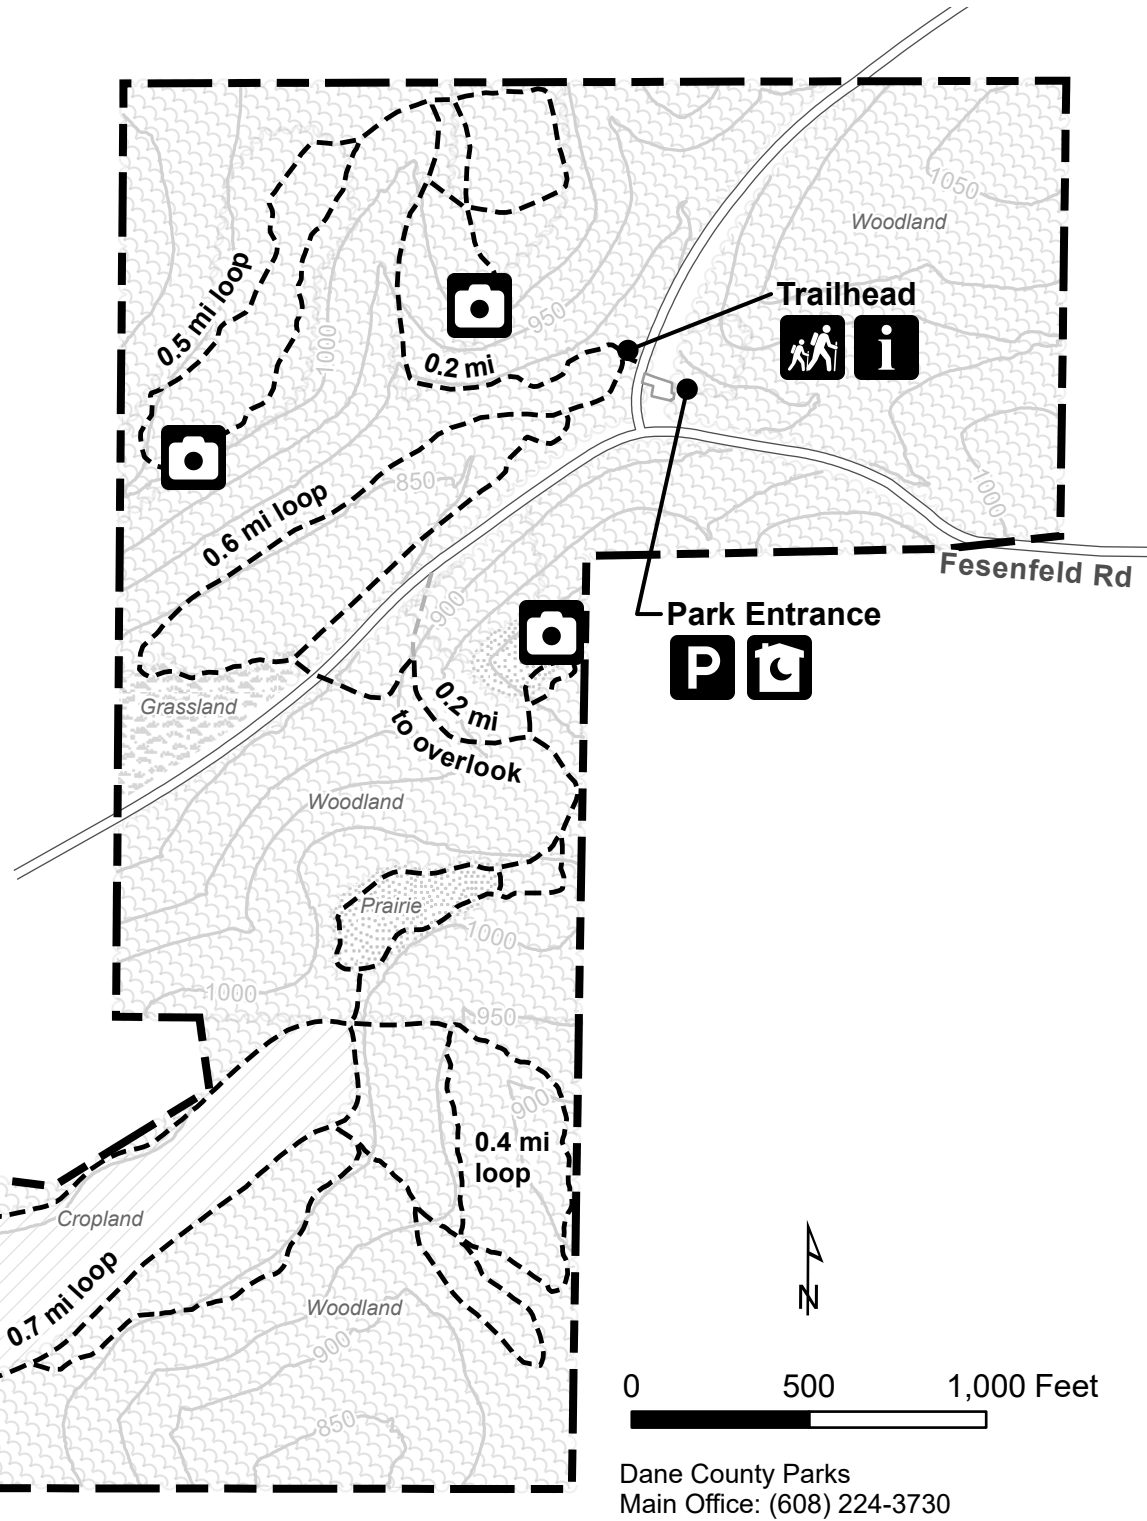 1050
Woodland
0.5 mi loop
Trailhead
950
1000
0.2 mi
i
850
1000
0.6 mi loop
Fesenfeld Rd
900
Park Entrance
P
0.2 mi
to overlook
Grassland
Woodland
Prairie
1000
1000
950
900
0.4 mi
loop
Cropland
0.7 mi loop
Woodland
900
N
850
0 500 1,000 Feet
Dane County Parks
Main Office: (608) 224-3730